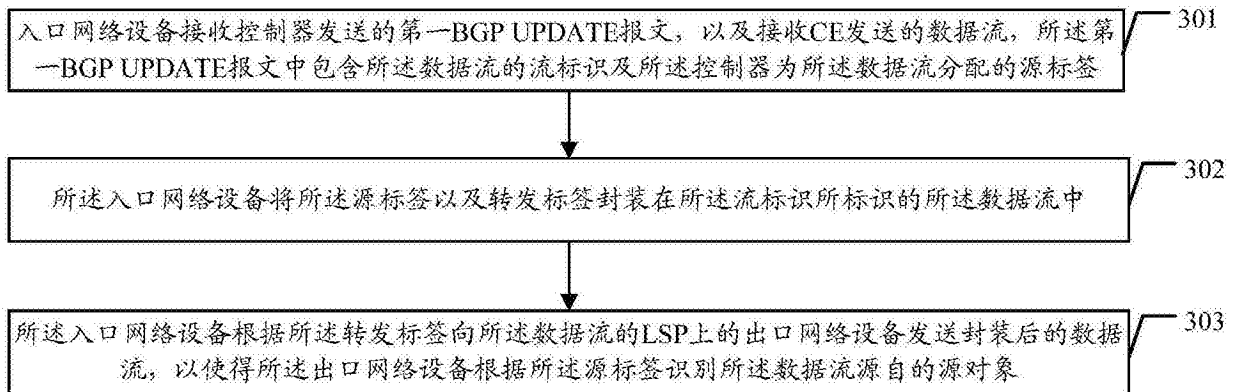 入口网络设备接收控制器发送的第一BGP UPDATE报文，以及接收CE发送的数据流，所述第
一BGP UPDATE报文中包含所述数据流的流标识及所述控制器为所述数据流分配的源标签
301
所述入口网络设备将所述源标签以及转发标签封装在所述流标识所标识的所述数据流中
302
所述入口网络设备根据所述转发标签向所述数据流的LSP上的出口网络设备发送封装后的数据
流，以使得所述出口网络设备根据所述源标签识别所述数据流源自的源对象
303